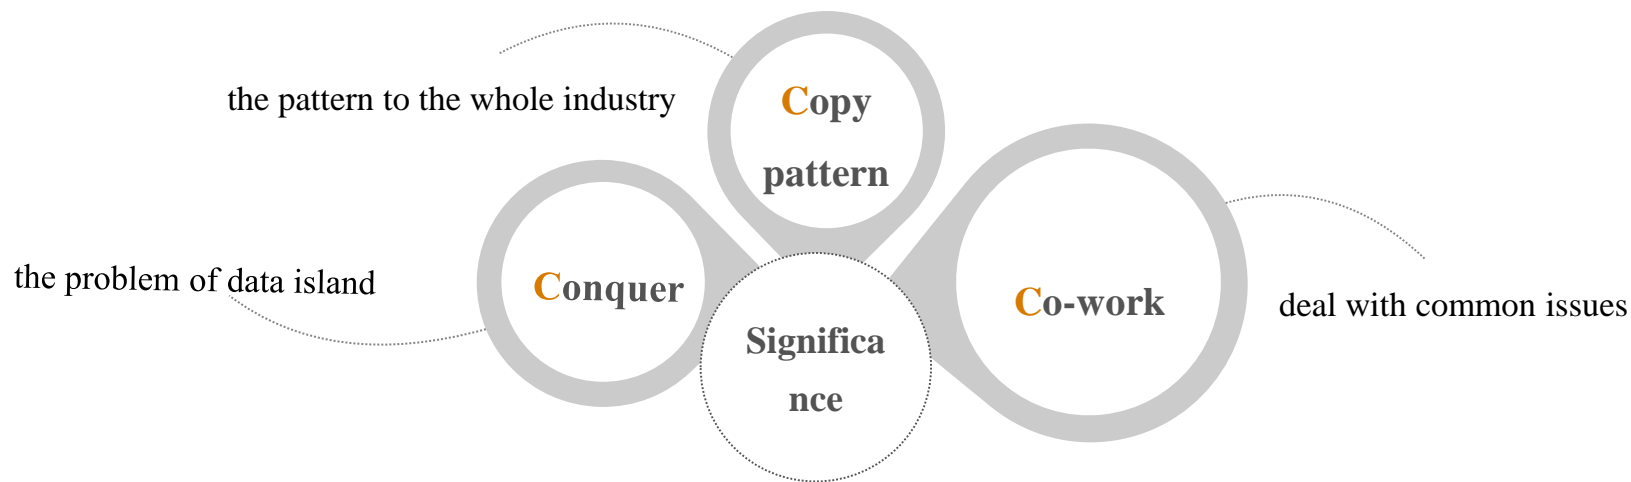 the pattern to the whole industry
Copy
pattern
the problem of data island
Conquer
Co-work
deal with common issues
Significa
nce